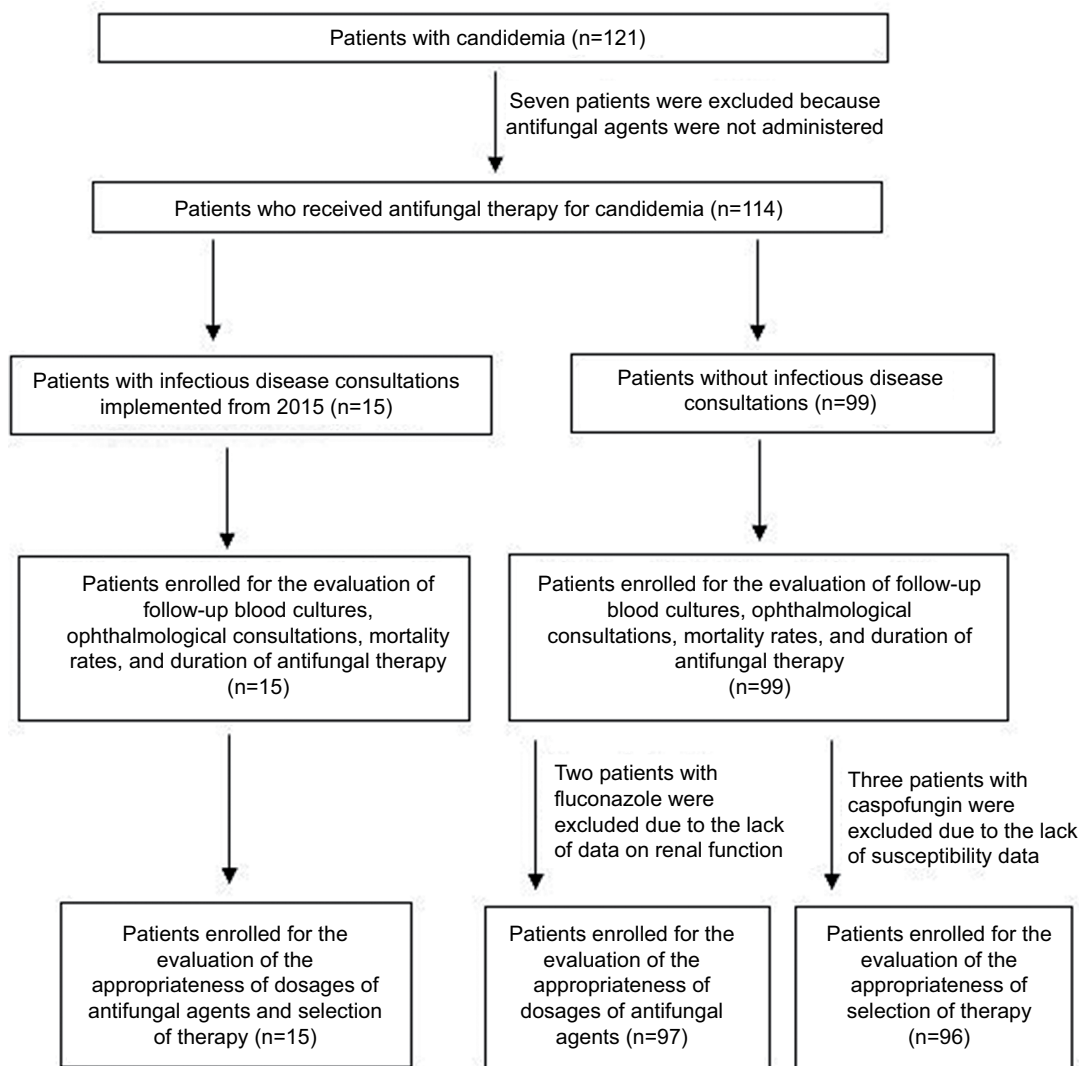 Patients with candidemia (n=121)
Seven patients were excluded because
antifungal agents were not administered
Patients who received antifungal therapy for candidemia (n=114)
Patients with infectious disease consultations
implemented from 2015 (n=15)
Patients without infectious disease
consultations (n=99)
Patients enrolled for the evaluation of
follow-up blood cultures,
ophthalmological consultations, mortality
rates, and duration of antifungal therapy
(n=15)
Patients enrolled for the evaluation of follow-up
blood cultures, ophthalmological
consultations, mortality rates, and duration of
antifungal therapy
(n=99)
Two patients with
fluconazole were
excluded due to the lack
of data on renal function
Three patients with
caspofungin were
excluded due to the lack
of susceptibility data
Patients enrolled for the
evaluation of the
appropriateness of dosages of
antifungal agents and selection
of therapy (n=15)
Patients enrolled for the
evaluation of the
appropriateness of
dosages of antifungal
agents (n=97)
Patients enrolled for the
evaluation of the
appropriateness of
selection of therapy
(n=96)